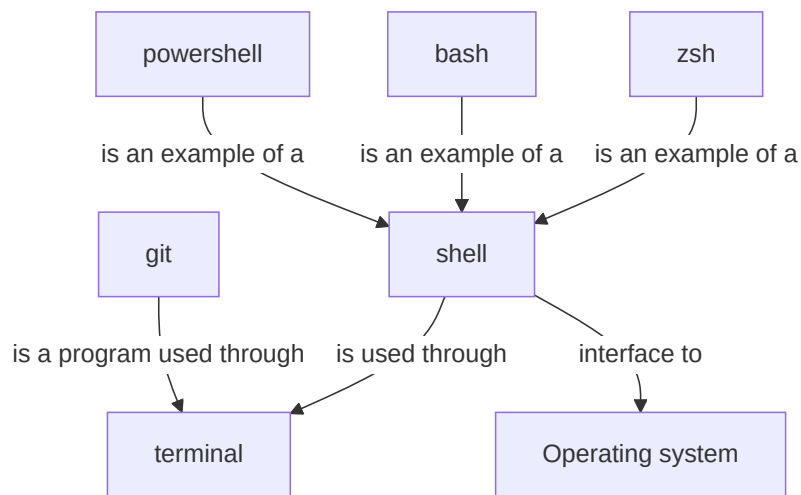 powershell
bash
zsh
is an example of a
is an example of a
is an example of a
git
shell
is a program used through
is used through
interface to
terminal
Operating system